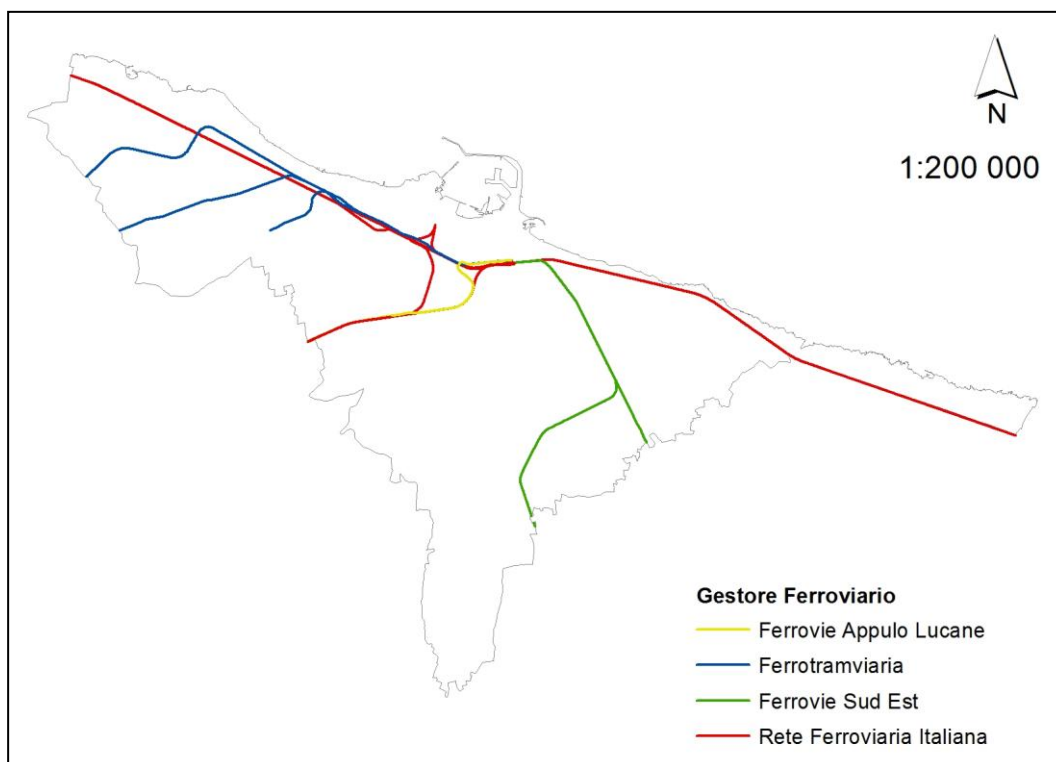 N
1:200 000
Gestore Ferroviario
Ferrovie Appulo Lucane
Ferrotramviaria
Ferrovie Sud Est
Rete Ferroviaria Italiana